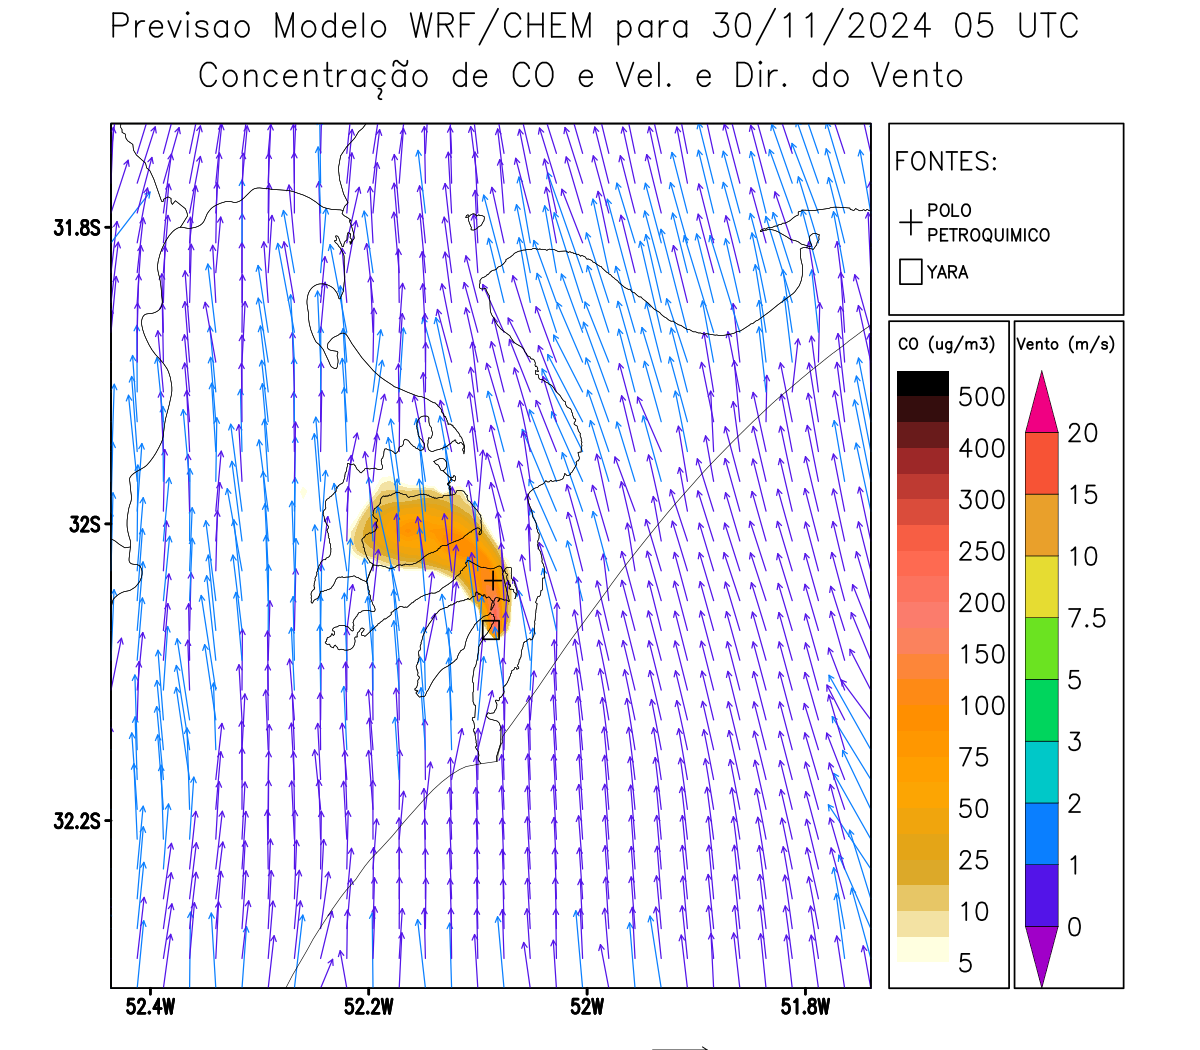 Previsao Modelo WRF/CHEM para 30/11/2024 05 UTC
Concentração de CO e Vel. e Dir. do Vento
FONTES:
POLO
PETROQUIMICO
YARA
CO (ug/m3)
500
400
300
250
200
150
100
75
50
25
10
5
Vento (m/s)
20
15
10
7.5
5
3
2
1
0
31.8S
32S
32.2S
52.4W
52.2W
52W
51.8W